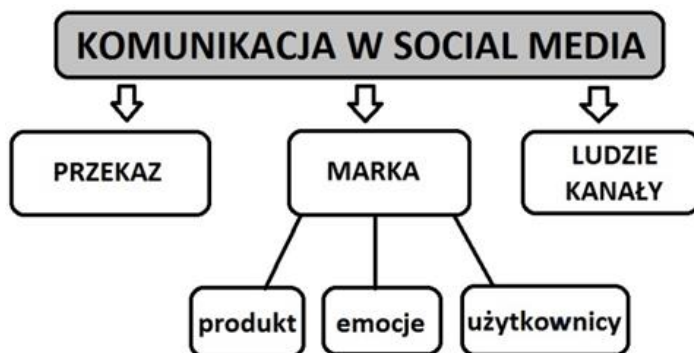 KOMUNIKACJA W SOCIAL MEDIA
PRZEKAZ
MARKA
LUDZIE
KANAŁY
produkt
emocje
użytkownicy